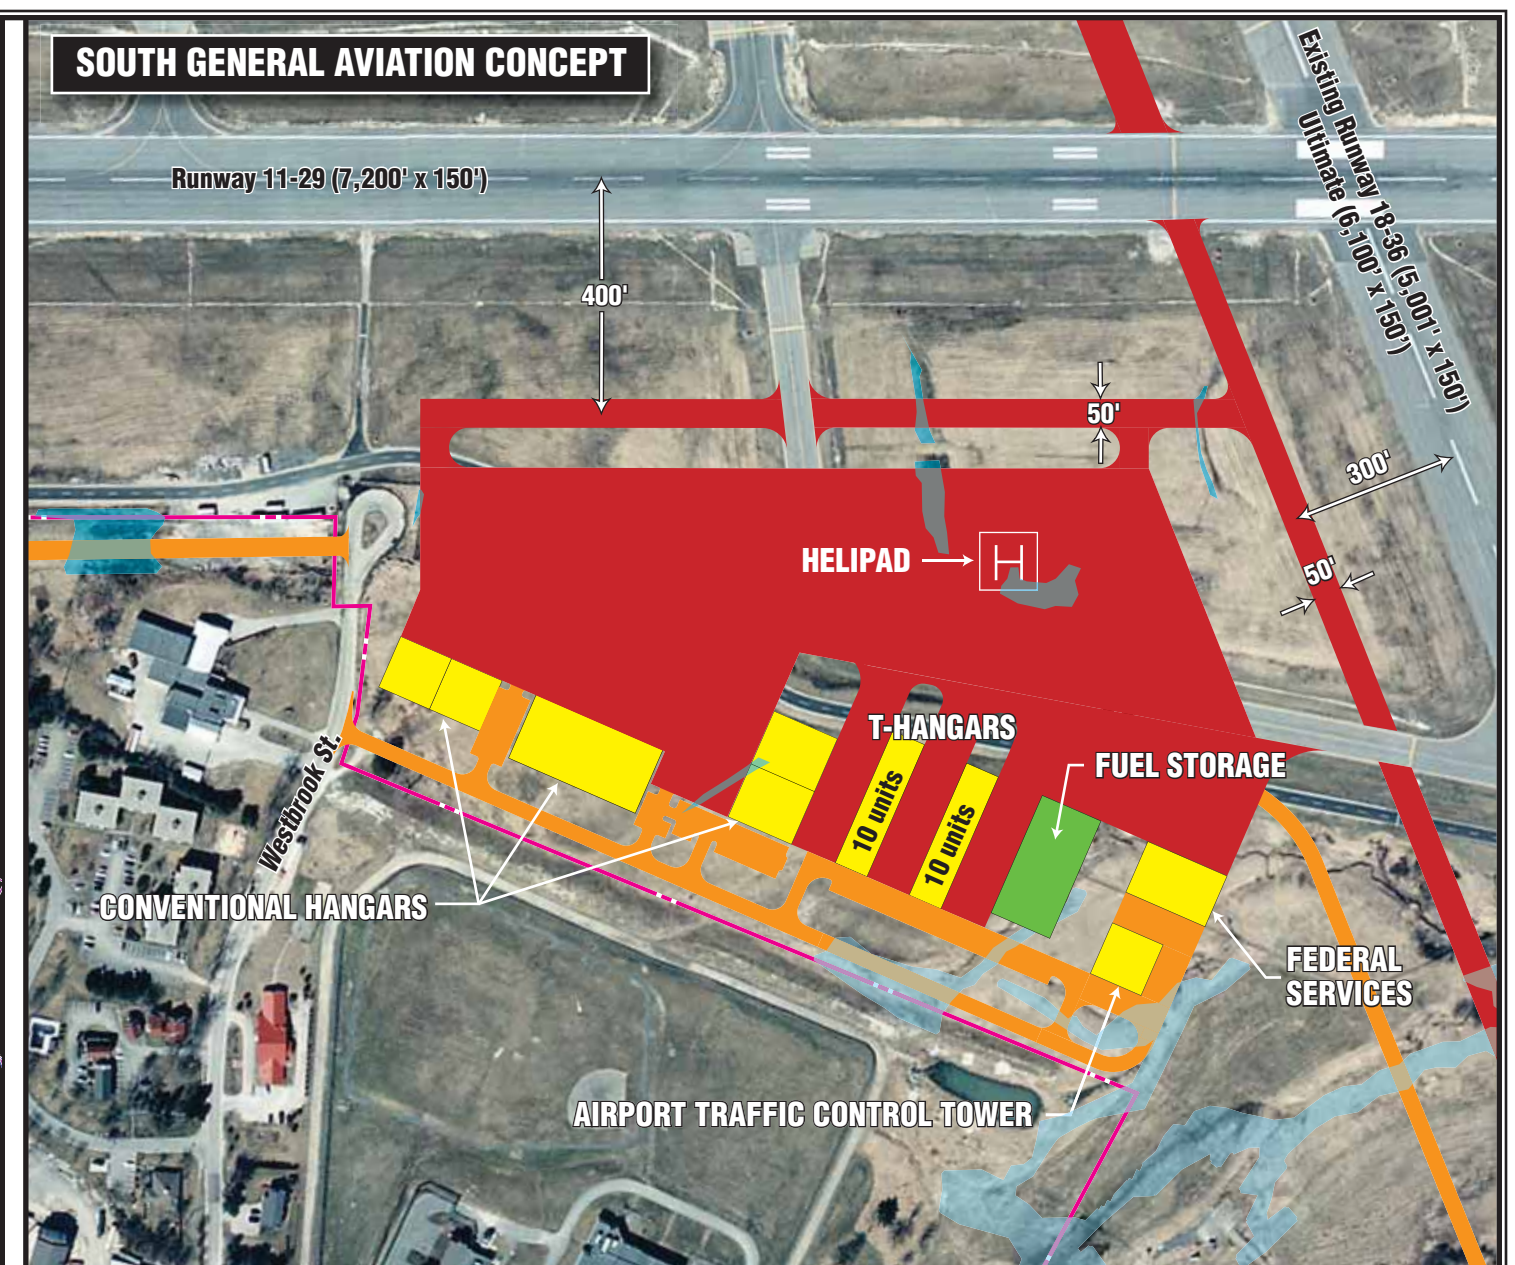 SOUTH GENERAL AVIATION CONCEPT
Existing Runway 18-36 (5,001' x 150')
Ultimate (6,100' x 150')
Runway 11-29 (7,200' x 150')
400'
50'
300'
HELIPAD
H
50'
T-HANGARS
Westbrook St.
FUEL STORAGE
10 units
10 units
CONVENTIONAL HANGARS
FEDERAL
SERVICES
AIRPORT TRAFFIC CONTROL TOWER